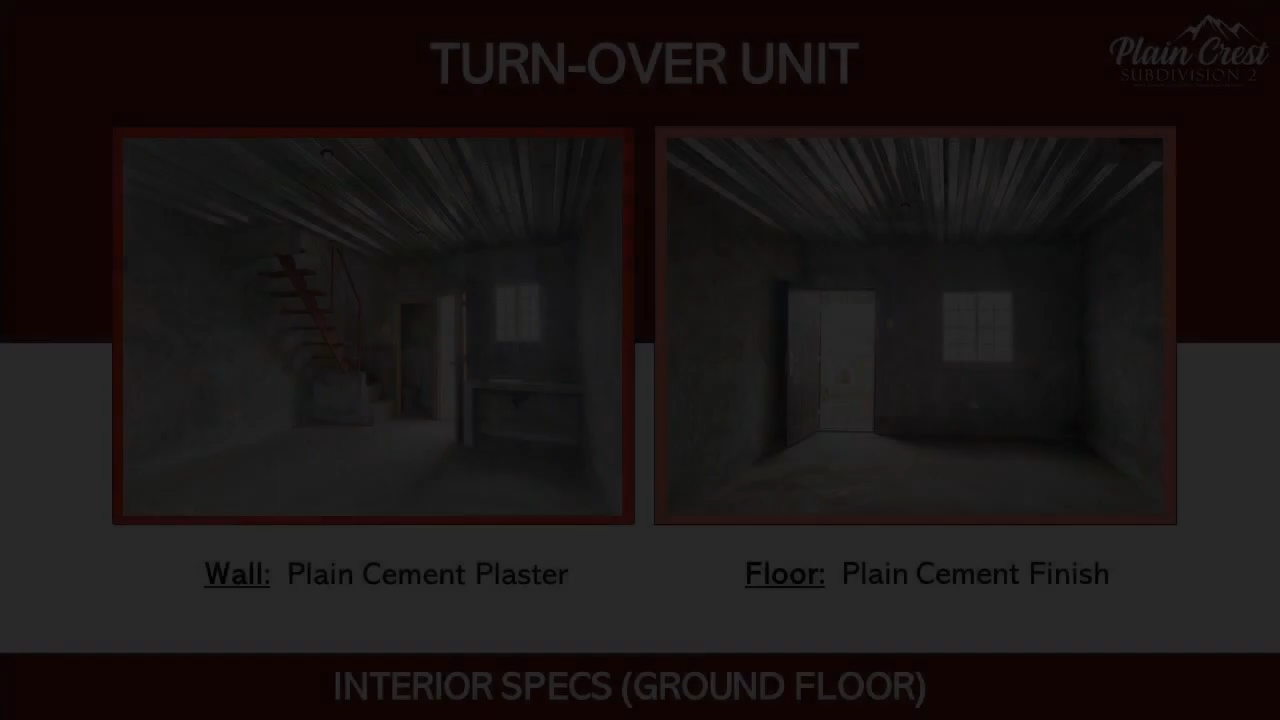 TURN-OVER UNIT
Plain Crest
SUBDIVISION 2
Wall: Plain Cement Plaster
Floor: Plain Cement Finish
INTERIOR SPECS (GROUND FLOOR)